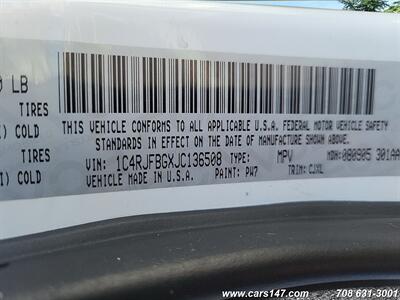 LB
TIRES
COLD
TIRES
COLD
THIS VEHICLE CONFORMS TO ALL APPLICABLE U.S.A. FEDERAL MOTOR VEHICLE SAFETY
STANDARDS IN EFFECT ON THE DATE OF MANUFACTURE SHOWN ABOVE.
VIN: 1C4RJFBGXJC136508 TYPE: MPV MDH: 080905 301AA
VEHICLE MADE IN U.S.A. PAINT: PW7 TRIM: CJXL
www.cars147.com
708 631-3001